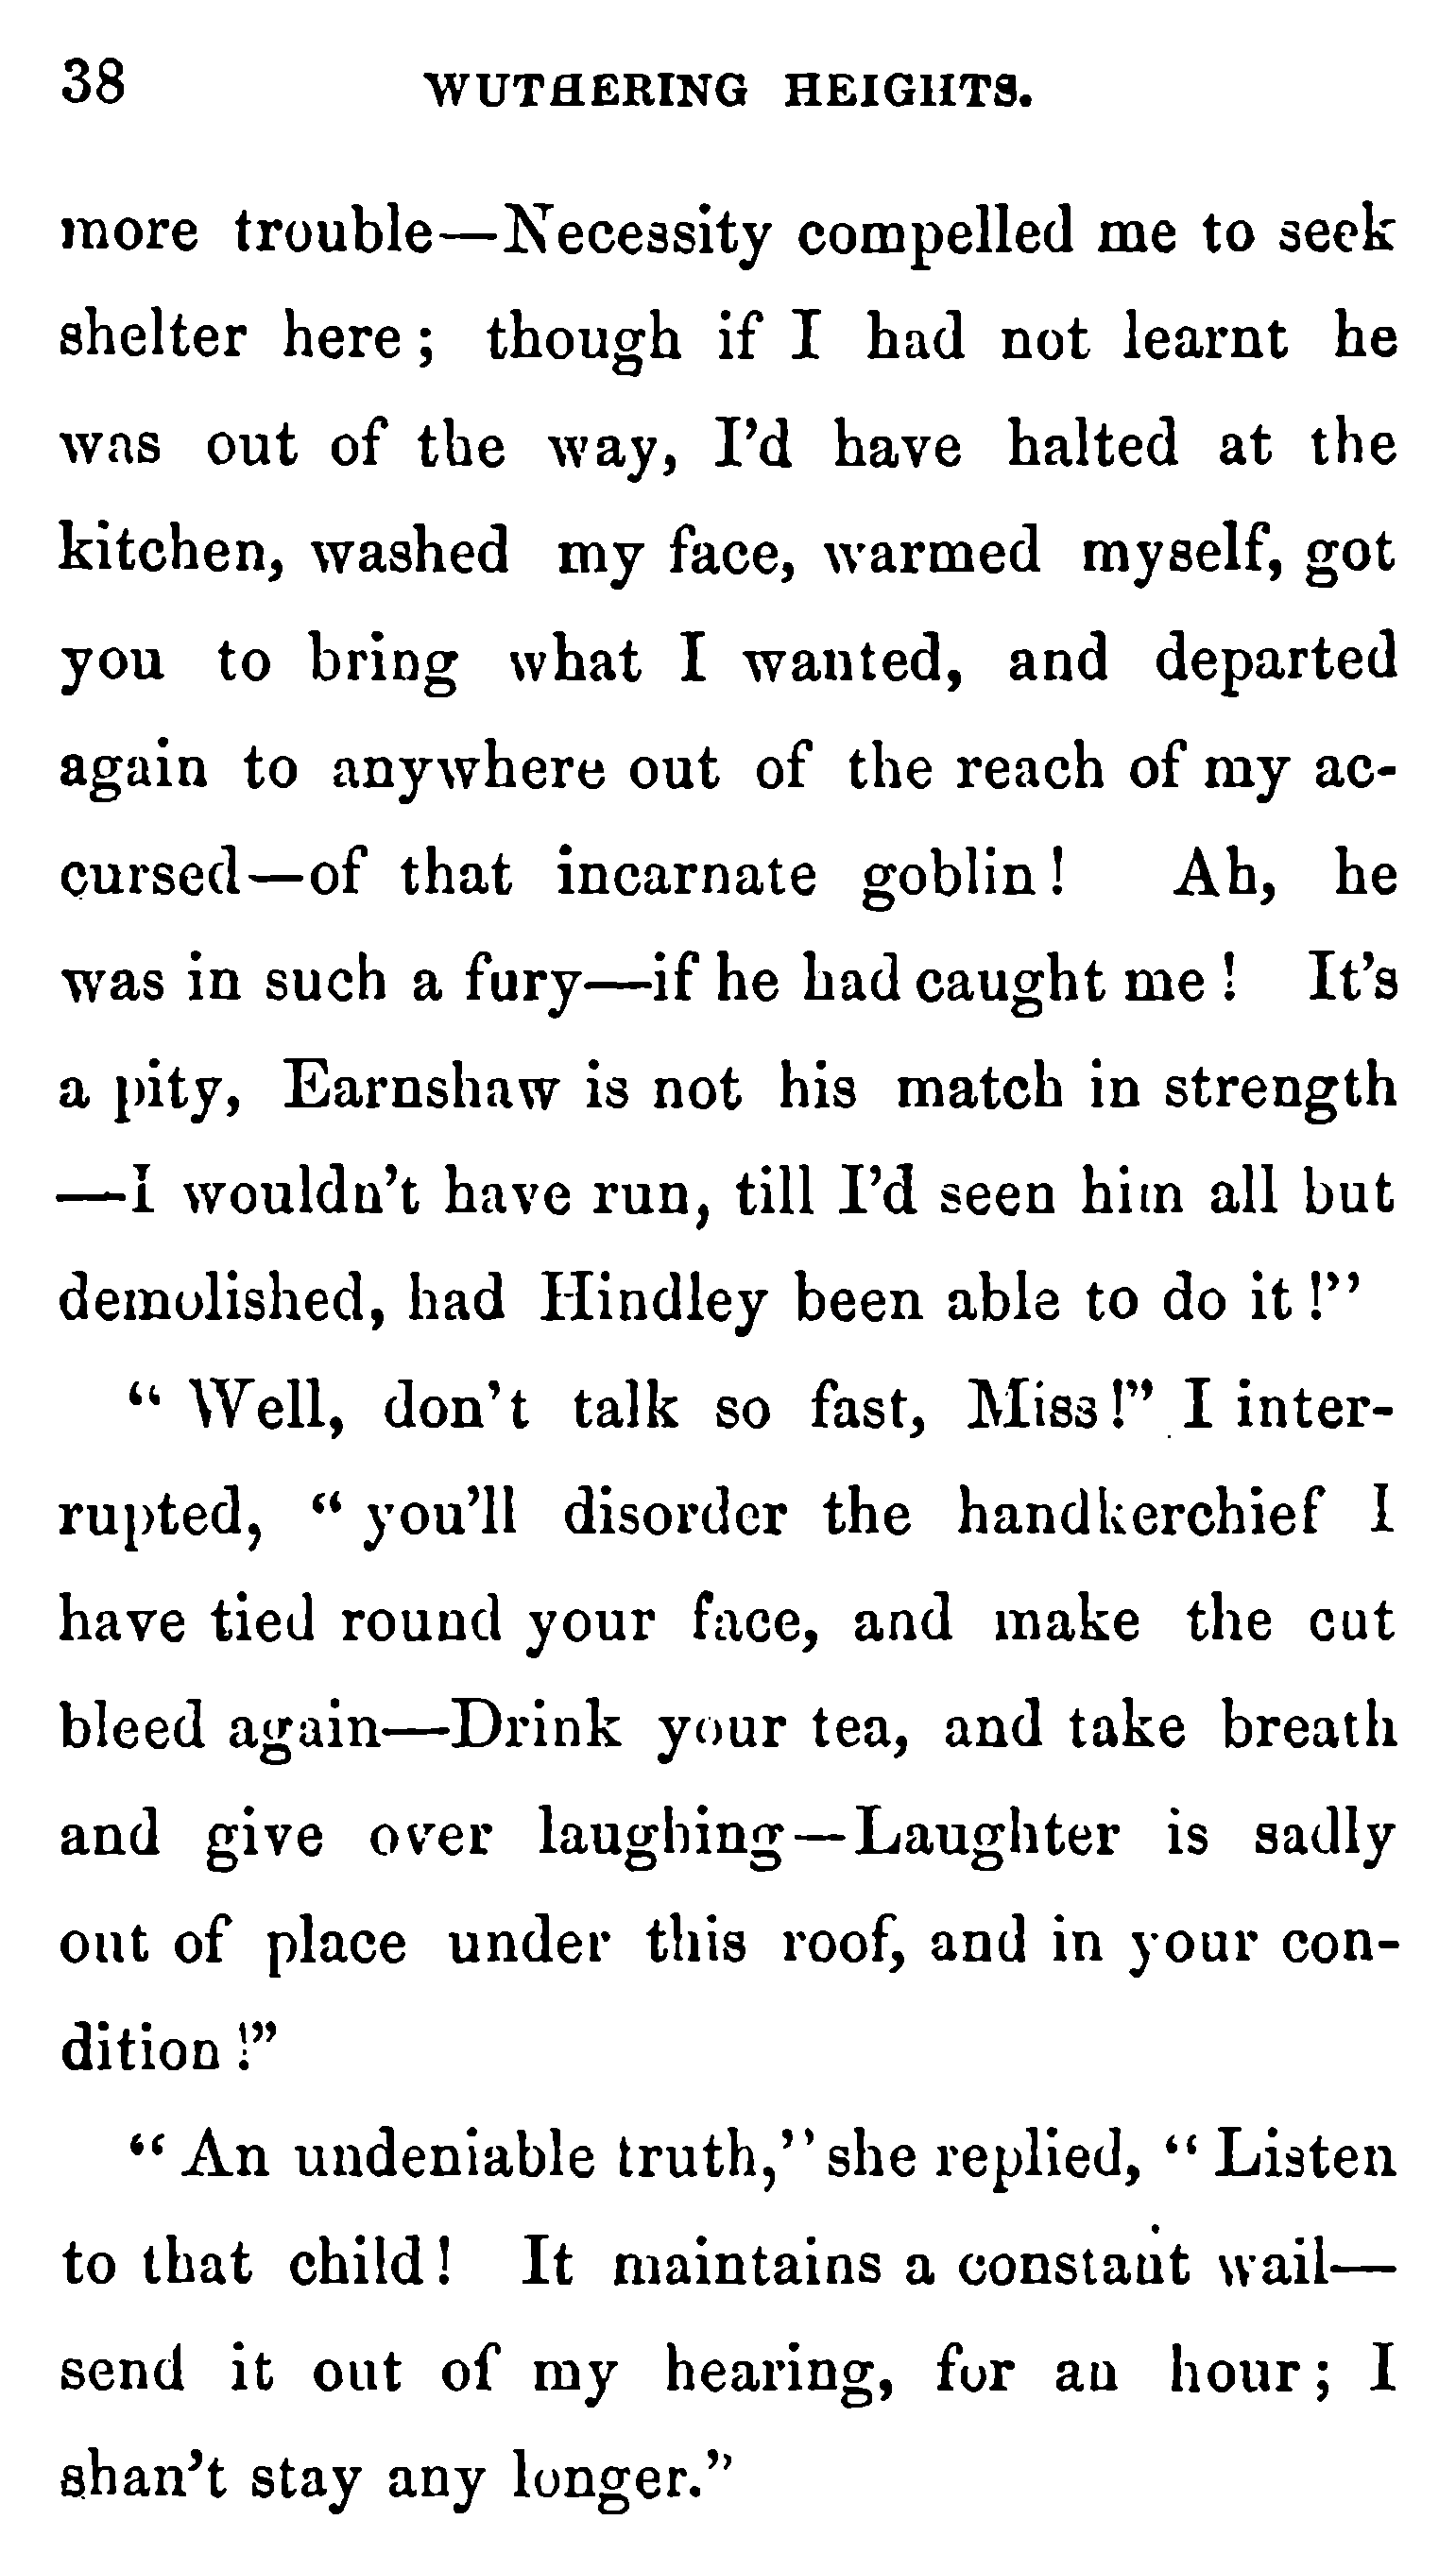 38 WUTHERING HEIGHTS.
more trouble—Necessity compelled me to seek
shelter here; though if I had not learnt he
was out of the way, I'd have halted at the
kitchen, washed my face, warmed myself, got
you to bring what I wanted, and departed
again to anywhere out of the reach of my ac-
cursed—of that incarnate goblin! Ah, he
was in such a fury—if he had caught me! It's
a pity, Earnshaw is not his match in strength
—I wouldn't have run, till I'd seen him all but
demolished, had Hindley been able to do it!"
"Well, don't talk so fast, Miss!" I inter-
rupted, "you'll disorder the handkerchief I
have tied round your face, and make the cut
bleed again—Drink your tea, and take breath
and give over laughing—Laughter is sadly
out of place under this roof, and in your con-
dition!"
"An undeniable truth," she replied, "Listen
to that child! It maintains a constant wail—
send it out of my hearing, for an hour; I
shan't stay any longer."